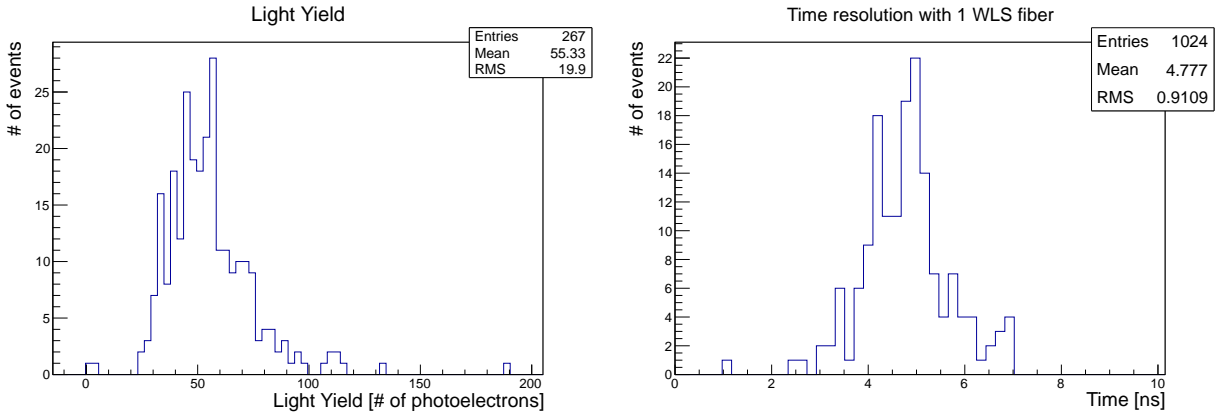 Light Yield
Entries 267
Mean 55.33
RMS 19.9
# of events
25
20
15
10
5
0
0 50 100 150 200
Light Yield [# of photoelectrons]
Time resolution with 1 WLS fiber
Entries 1024
Mean 4.777
RMS 0.9109
# of events
22
20
18
16
14
12
10
8
6
4
2
0
0 2 4 6 8 10
Time [ns]